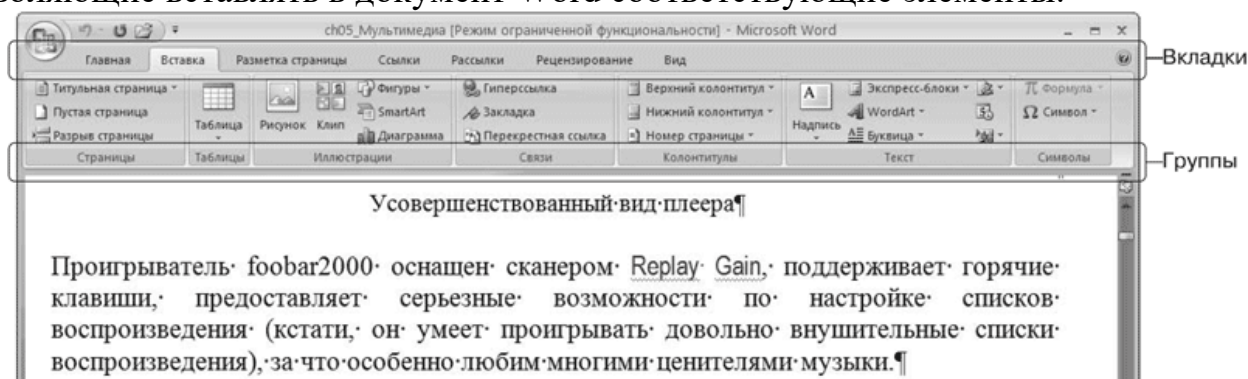 воляющие вставлять в документ Word соответствующие элементы.
ch05_Мультимедиа [Режим ограниченной функциональности] - Microsoft Word
Главная Вставка Разметка страницы Ссылки Рассылки Рецензирование Вид
Вкладки
Титульная страница Фигуры Гиперссылка Верхний колонтитул Экспресс-блоки π Формула
Пустая страница SmartArt Закладка Нижний колонтитул A WordArt Ω Символ
Разрыв страницы Таблица Рисунок Клип Диаграмма Перекрестная ссылка Номер страницы Надпись Буквица
Страницы Таблицы Иллюстрации Связи Колонтитулы Текст Символы
Группы
Усовершенствованный·вид·плеера¶
Проигрыватель· foobar2000· оснащен· сканером· Replay· Gain,· поддерживает· горячие·
клавиши,· предоставляет· серьезные· возможности· по· настройке· списков·
воспроизведения· (кстати,· он· умеет· проигрывать· довольно· внушительные· списки·
воспроизведения),·за·что·особенно·любим·многими·ценителями·музыки.¶